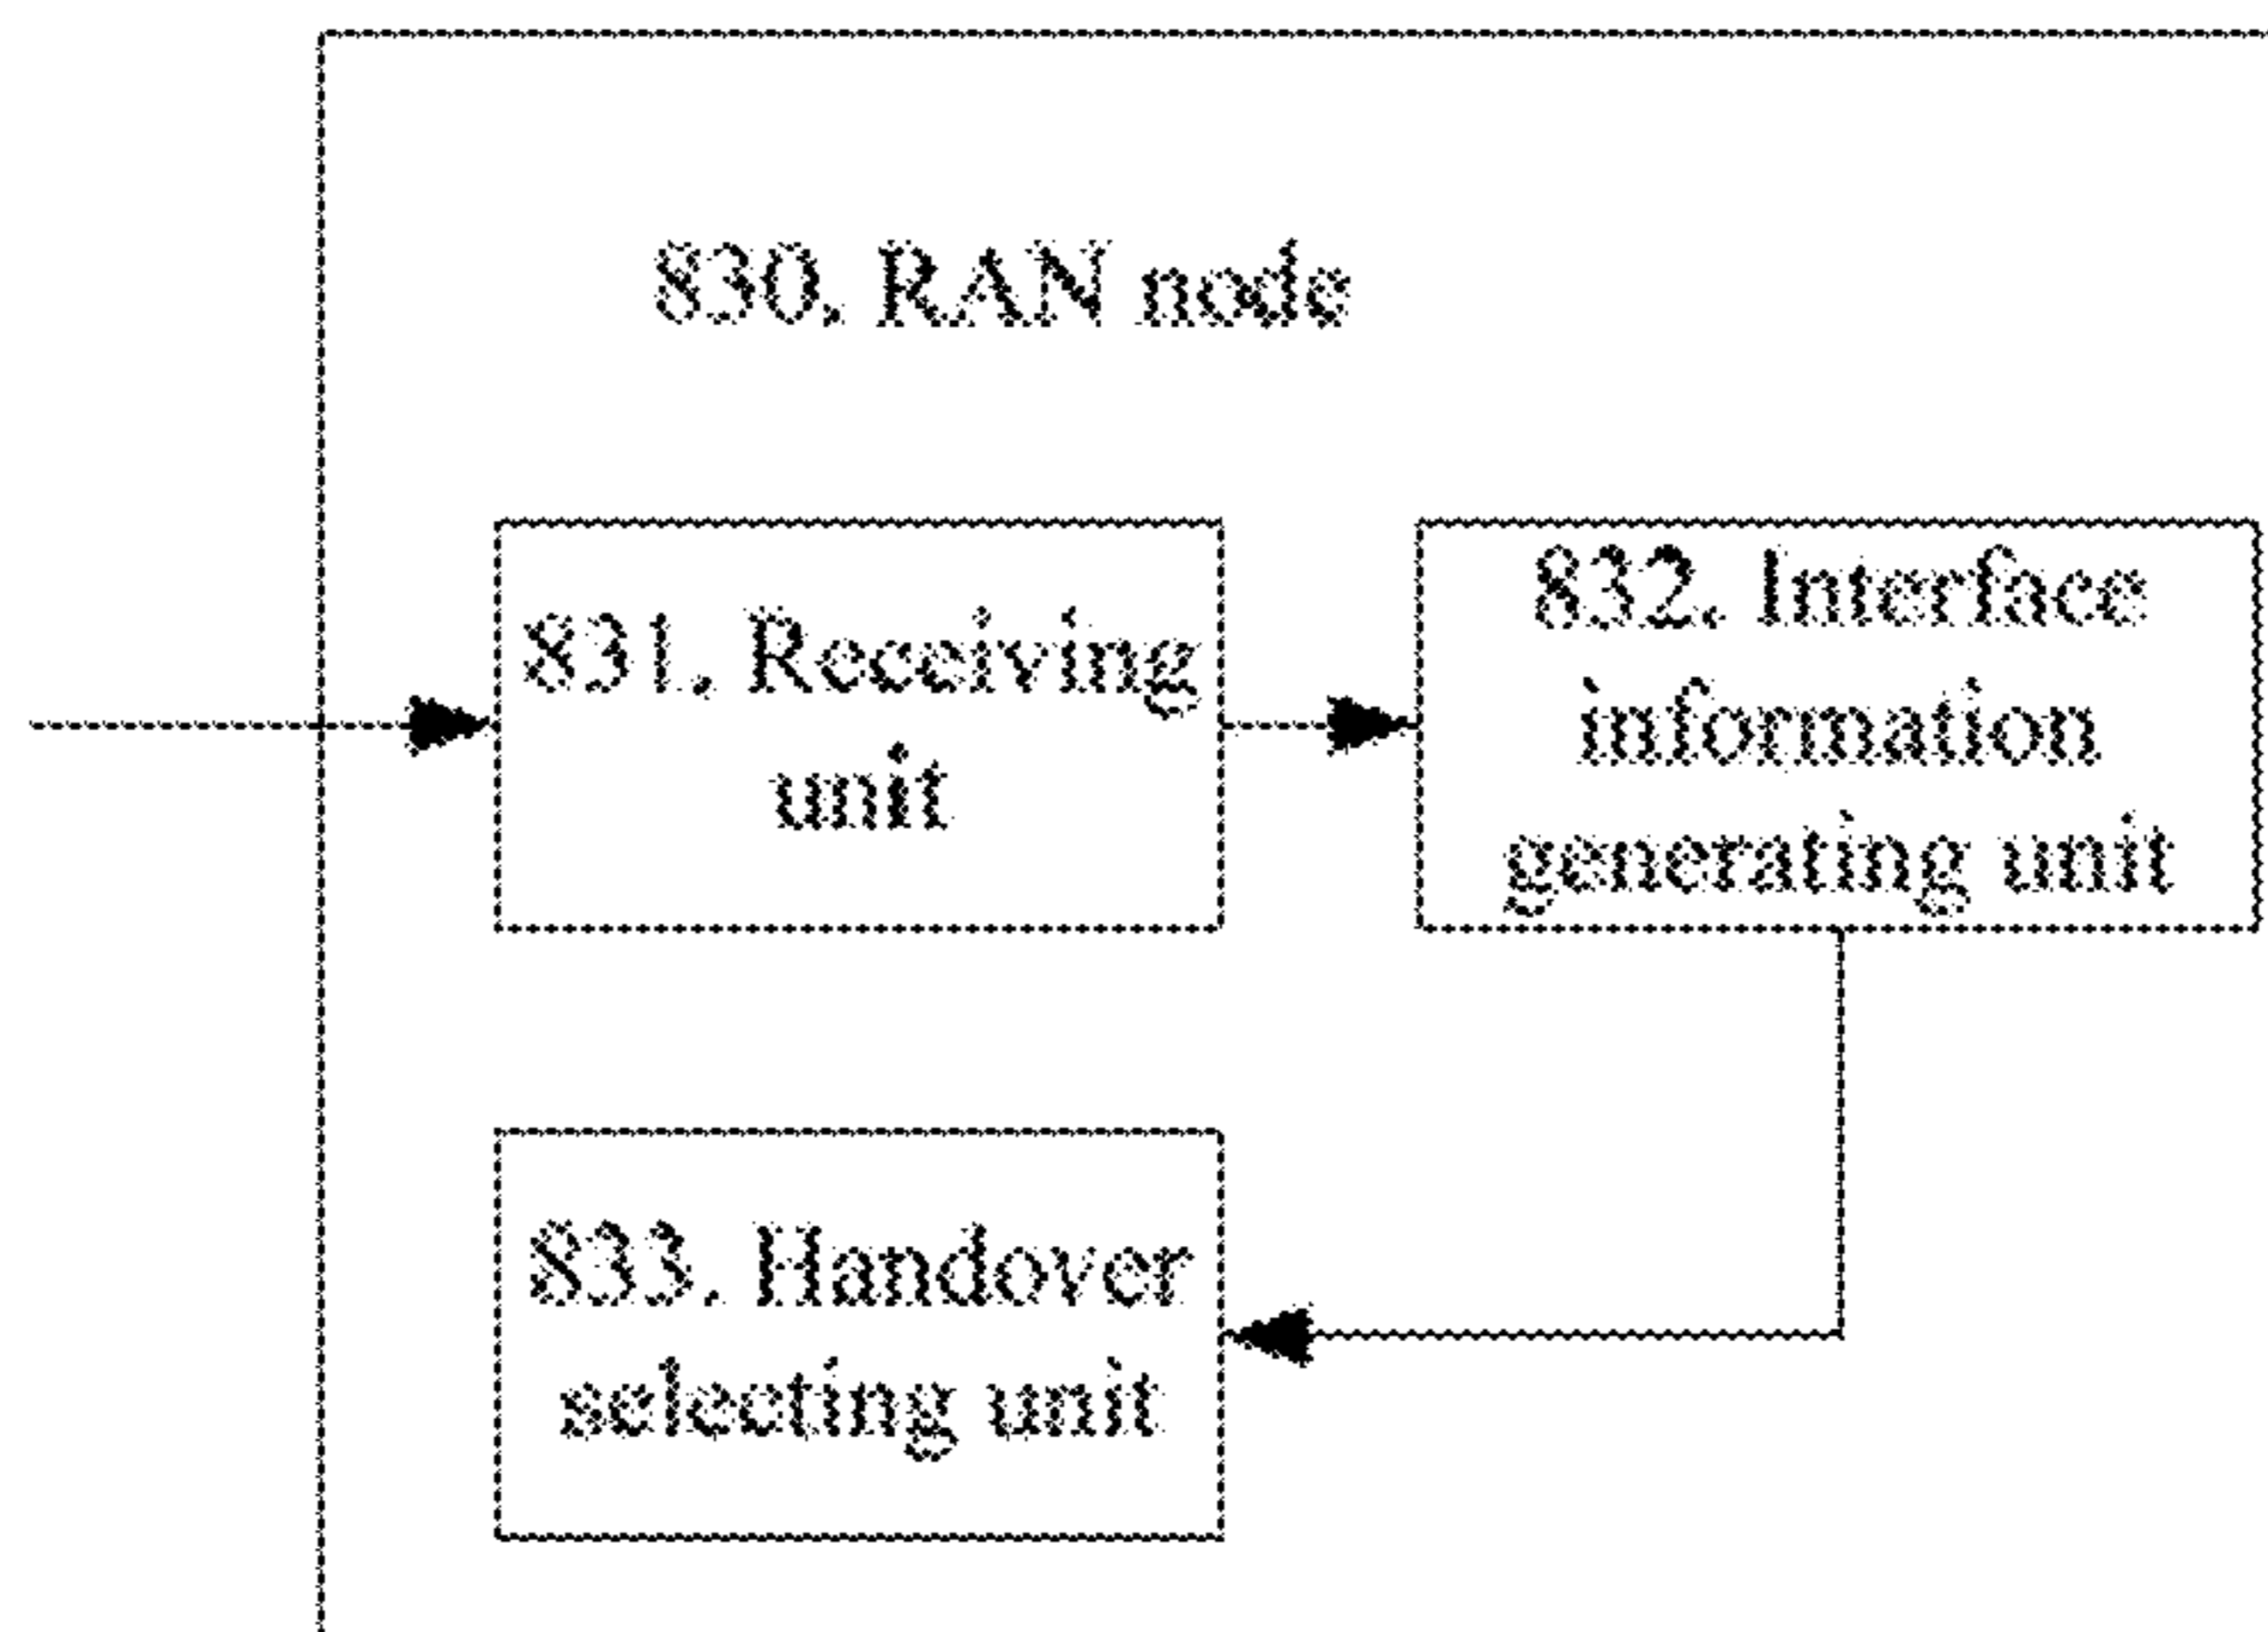 830. RAN node
831. Receiving
unit
832. Interface
information
generating unit
833. Handover
selecting unit